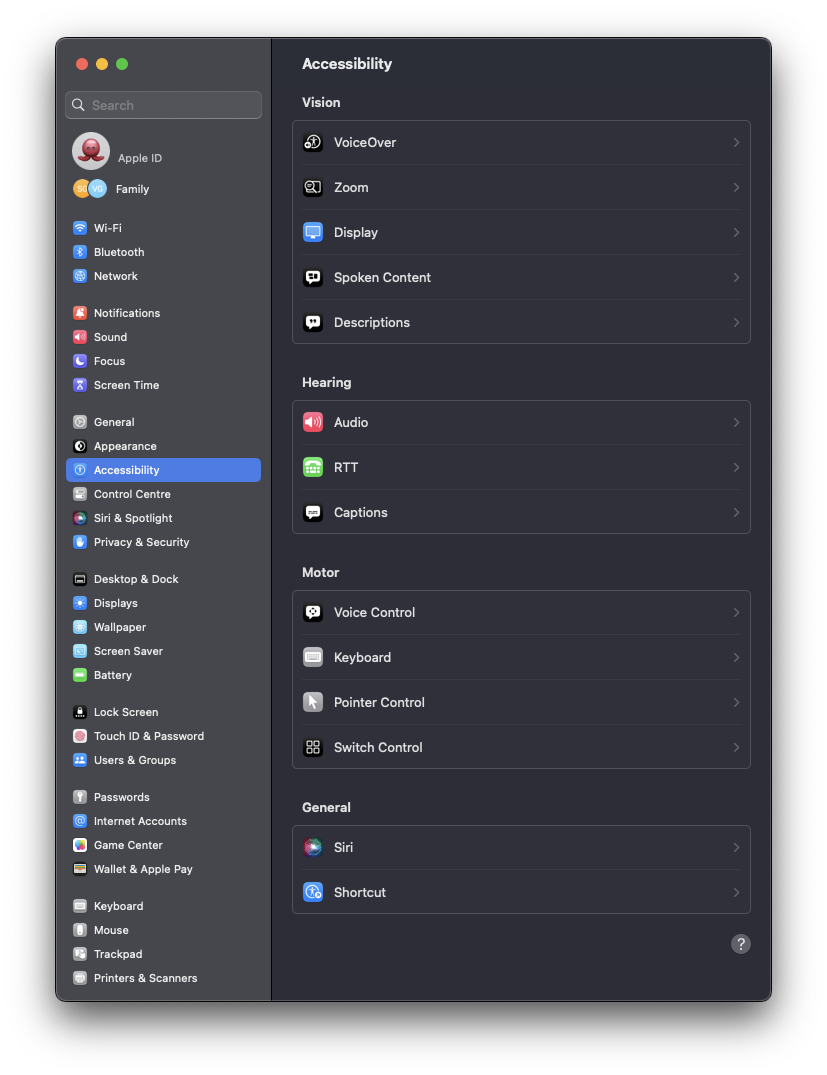 Search
Apple ID
SG VG Family
Wi-Fi
Bluetooth
Network
Notifications
Sound
Focus
Screen Time
General
Appearance
Accessibility
Control Centre
Siri & Spotlight
Privacy & Security
Desktop & Dock
Displays
Wallpaper
Screen Saver
Battery
Lock Screen
Touch ID & Password
Users & Groups
Passwords
Internet Accounts
Game Center
Wallet & Apple Pay
Keyboard
Mouse
Trackpad
Printers & Scanners
Accessibility
Vision
VoiceOver
Zoom
Display
Spoken Content
Descriptions
Hearing
Audio
RTT
Captions
Motor
Voice Control
Keyboard
Pointer Control
Switch Control
General
Siri
Shortcut
?